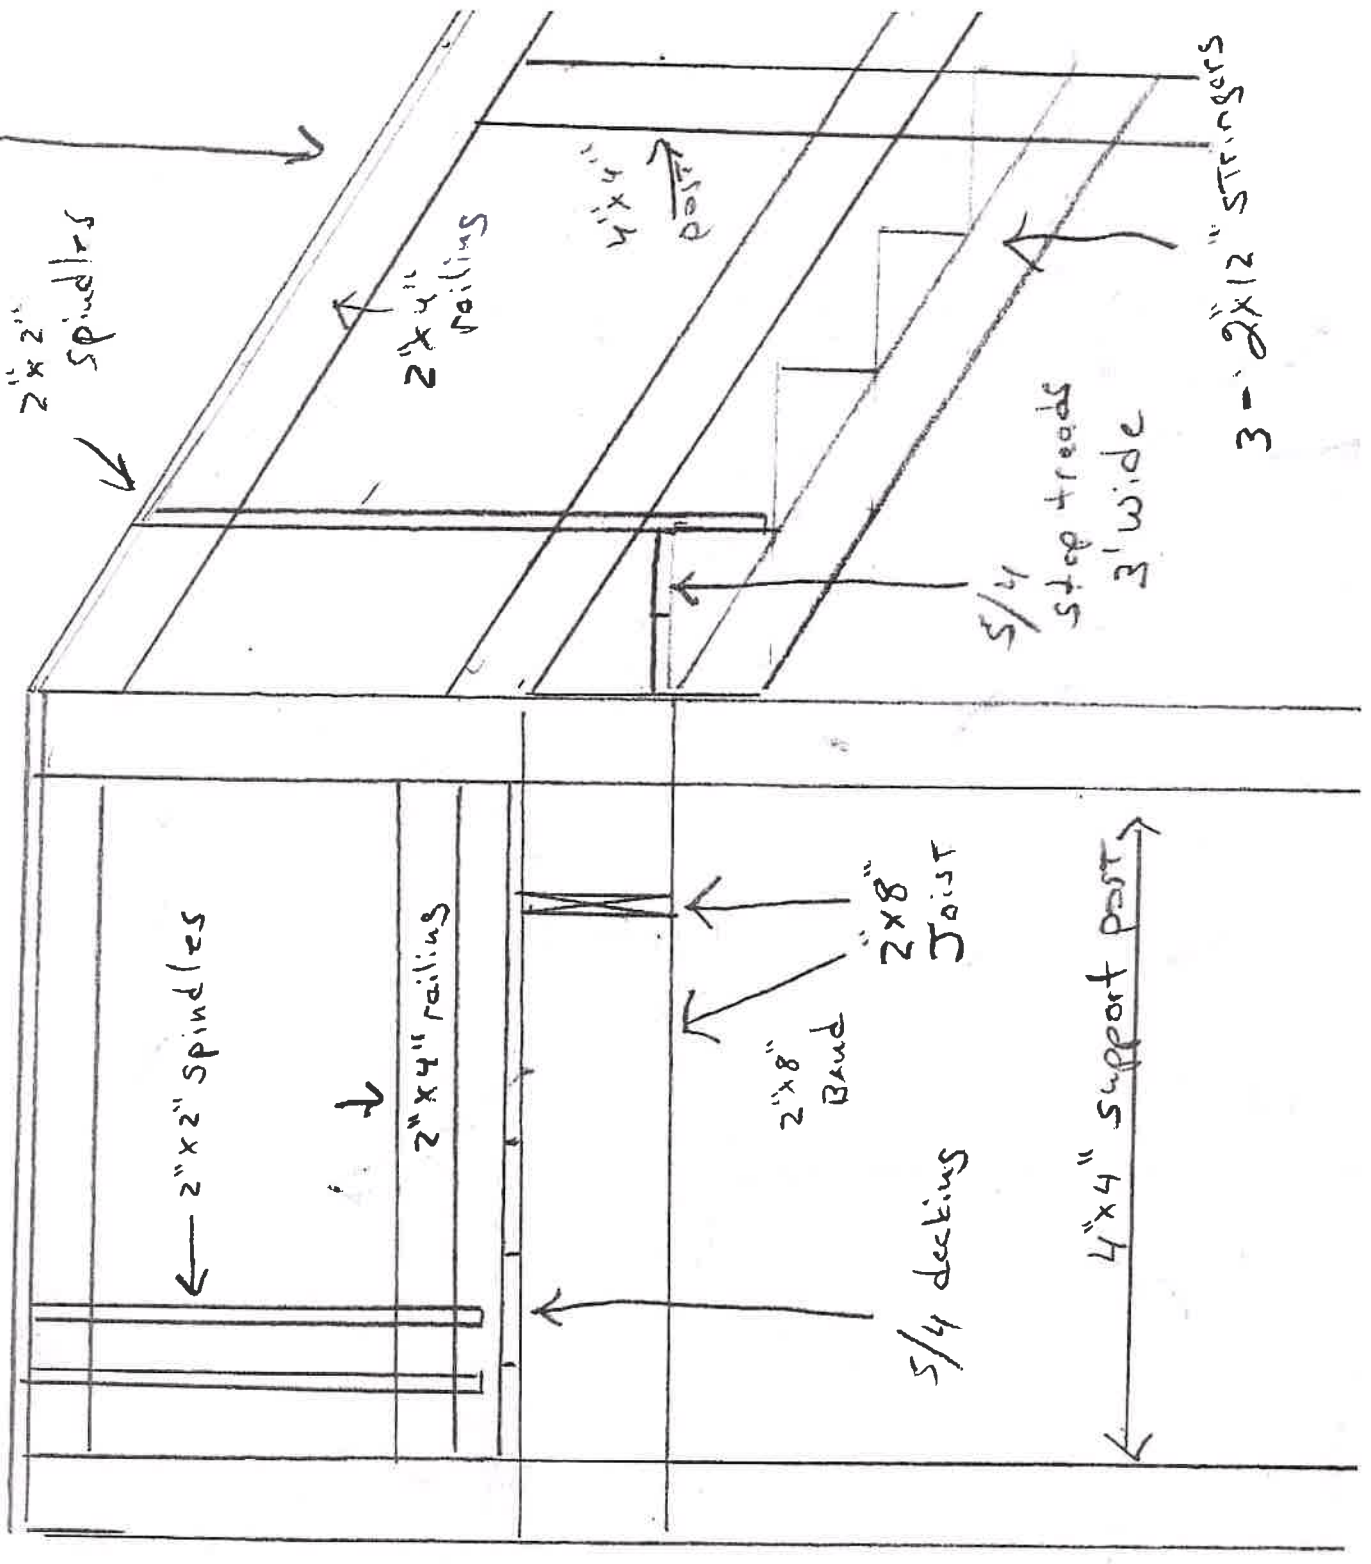 2"x2"
spindles
2"x4"
railing
4"x4"
post
3-2"x12" STringers
5/4
step treads
3' wide
2"x2" spindles
2"x4" railing
2"x8"
Joist
2"x8"
Band
5/4 decking
4"x4" support post